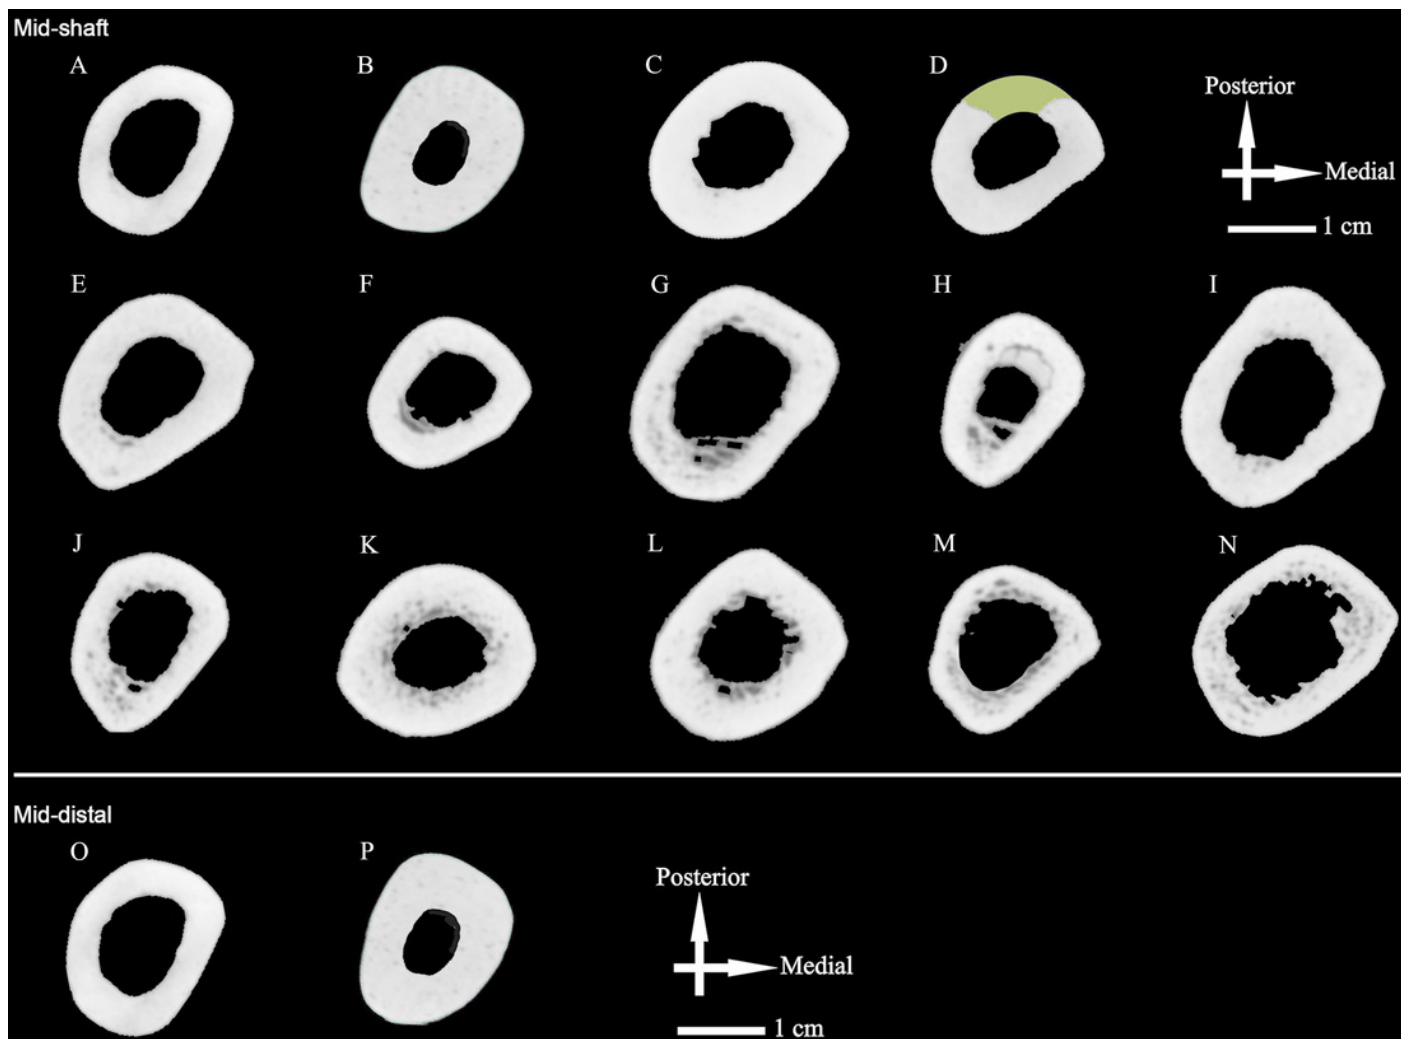 Mid-shaft
A B C D
Posterior
Medial
1 cm
E F G H I
J K L M N
Mid-distal
O P
Posterior
Medial
1 cm